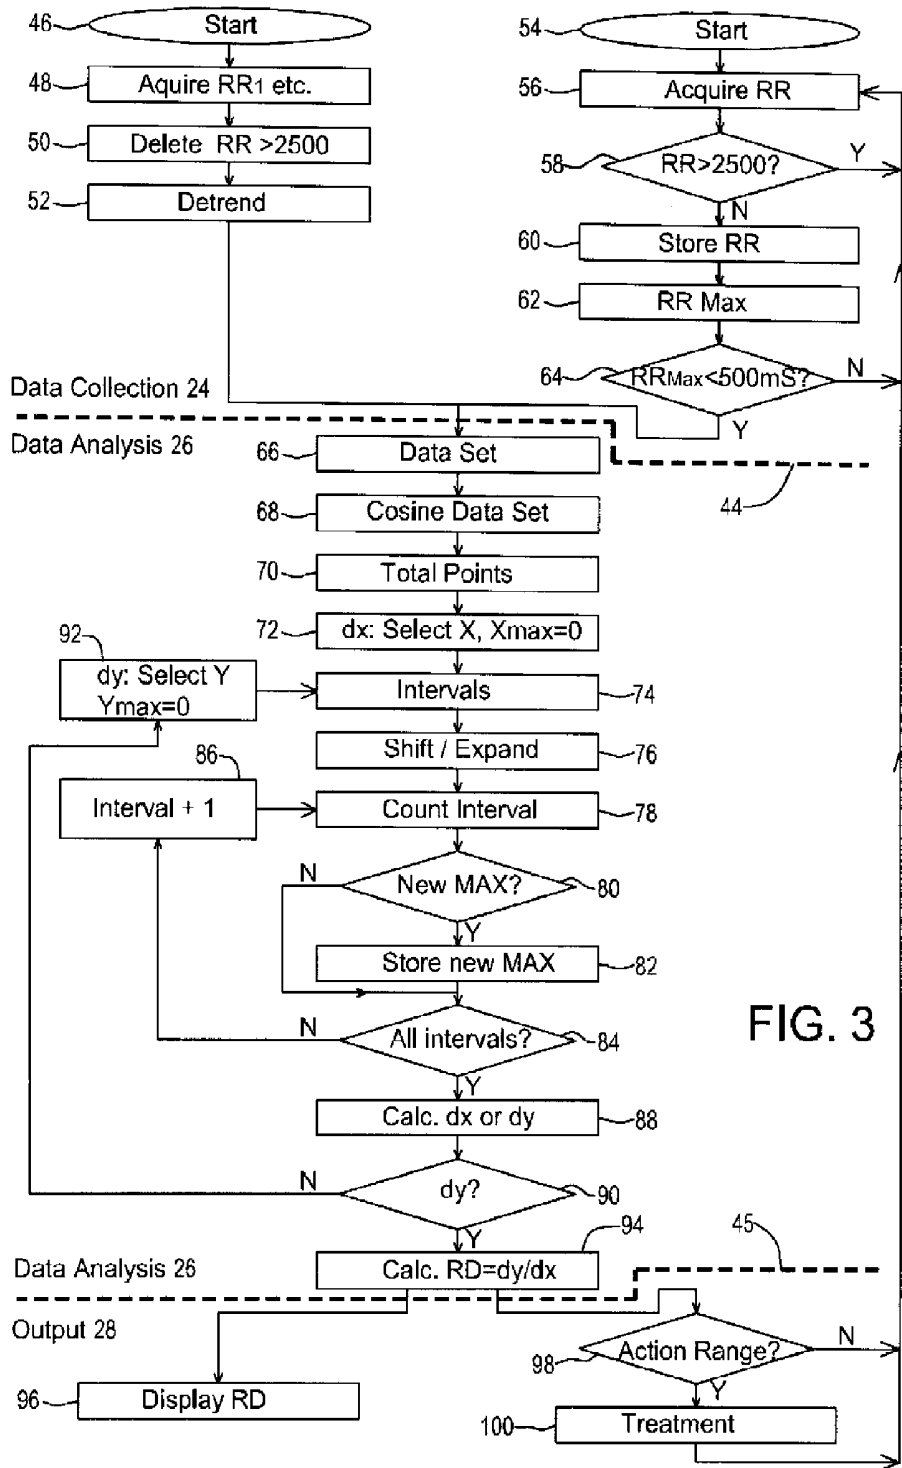 46
Start
48
Aquire RR1 etc.
50
Delete RR >2500
52
Detrend
54
Start
56
Acquire RR
58
RR>2500?
Y
N
60
Store RR
62
RR Max
64
RRMax<500mS?
N
Y
Data Collection 24
Data Analysis 26
44
66
Data Set
68
Cosine Data Set
70
Total Points
72
dx: Select X, Xmax=0
92
dy: Select Y
Ymax=0
Intervals
74
Shift / Expand
76
86
Interval + 1
Count Interval
78
N
New MAX?
80
Y
Store new MAX
82
N
All intervals?
84
Y
FIG. 3
Calc. dx or dy
88
N
dy?
90
Y
94
Calc. RD=dy/dx
45
Data Analysis 26
Output 28
98
Action Range?
N
Y
96
Display RD
100
Treatment